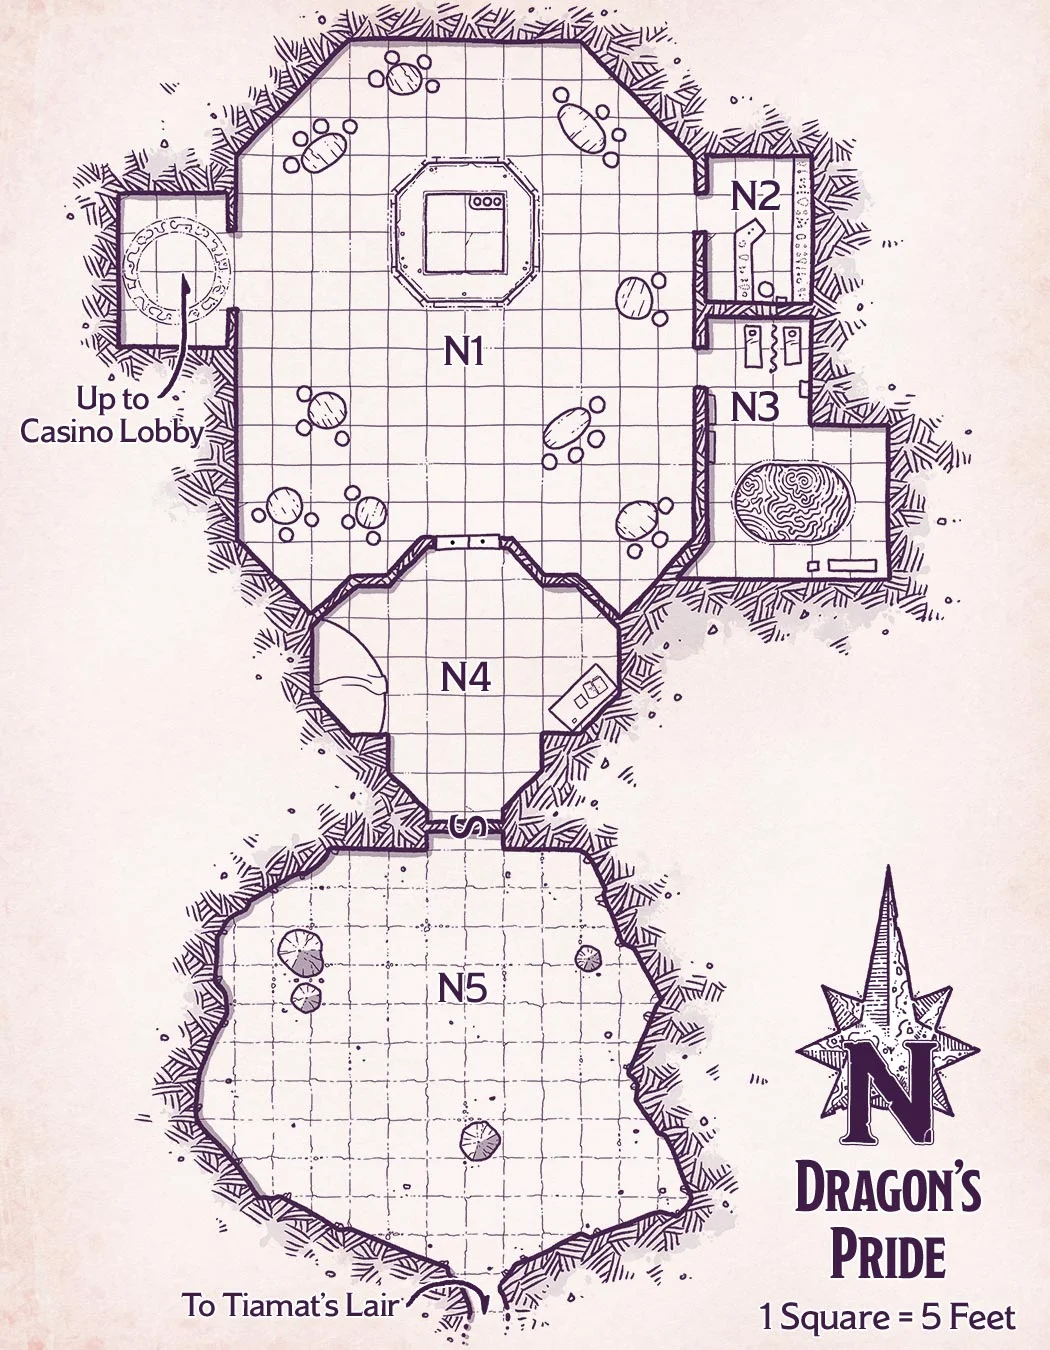 N2
N1
Up to
Casino Lobby
N3
N4
S
N5
N
Dragon's
Pride
To Tiamat's Lair
1 Square = 5 Feet